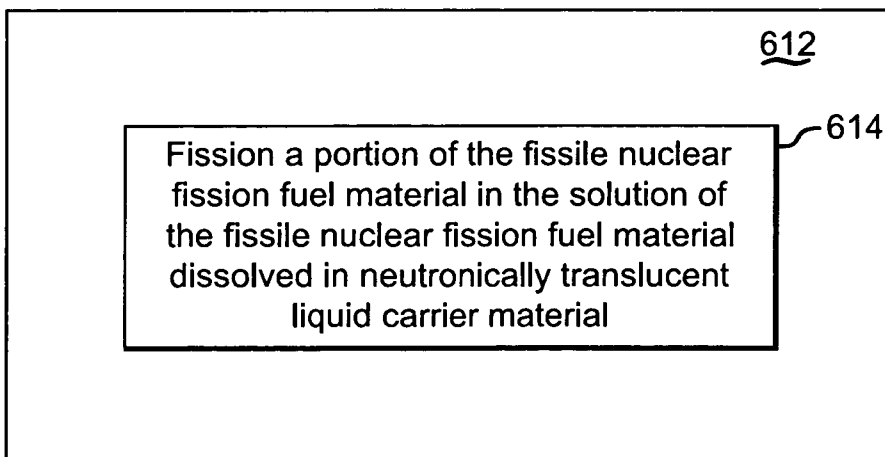 612
614
Fission a portion of the fissile nuclear
fission fuel material in the solution of
the fissile nuclear fission fuel material
dissolved in neutronically translucent
liquid carrier material